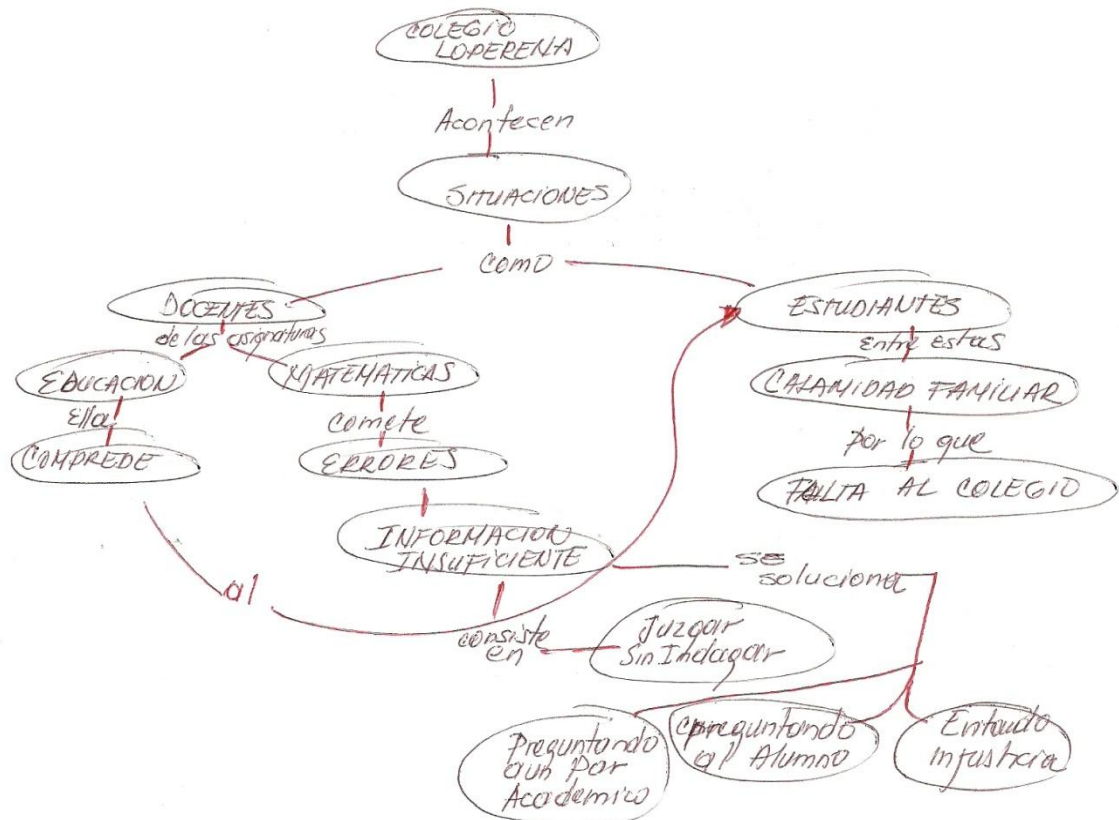 COLEGIO
LOPERENA
Acontecen
SITUACIONES
como
DOCENTES
de las asignaturas
EDUCACION
Ella
COMPREDE
MATEMATICAS
comete
ERRORES
INFORMACION
INSUFICIENTE
al
consiste
en
Juzgar
Sin Indagar
ESTUDIANTES
Entre estas
CALAMIDAD FAMILIAR
por lo que
FALTA AL COLEGIO
se
soluciona
Preguntando
a un Par
Academico
preguntando
al Alumno
injusticia